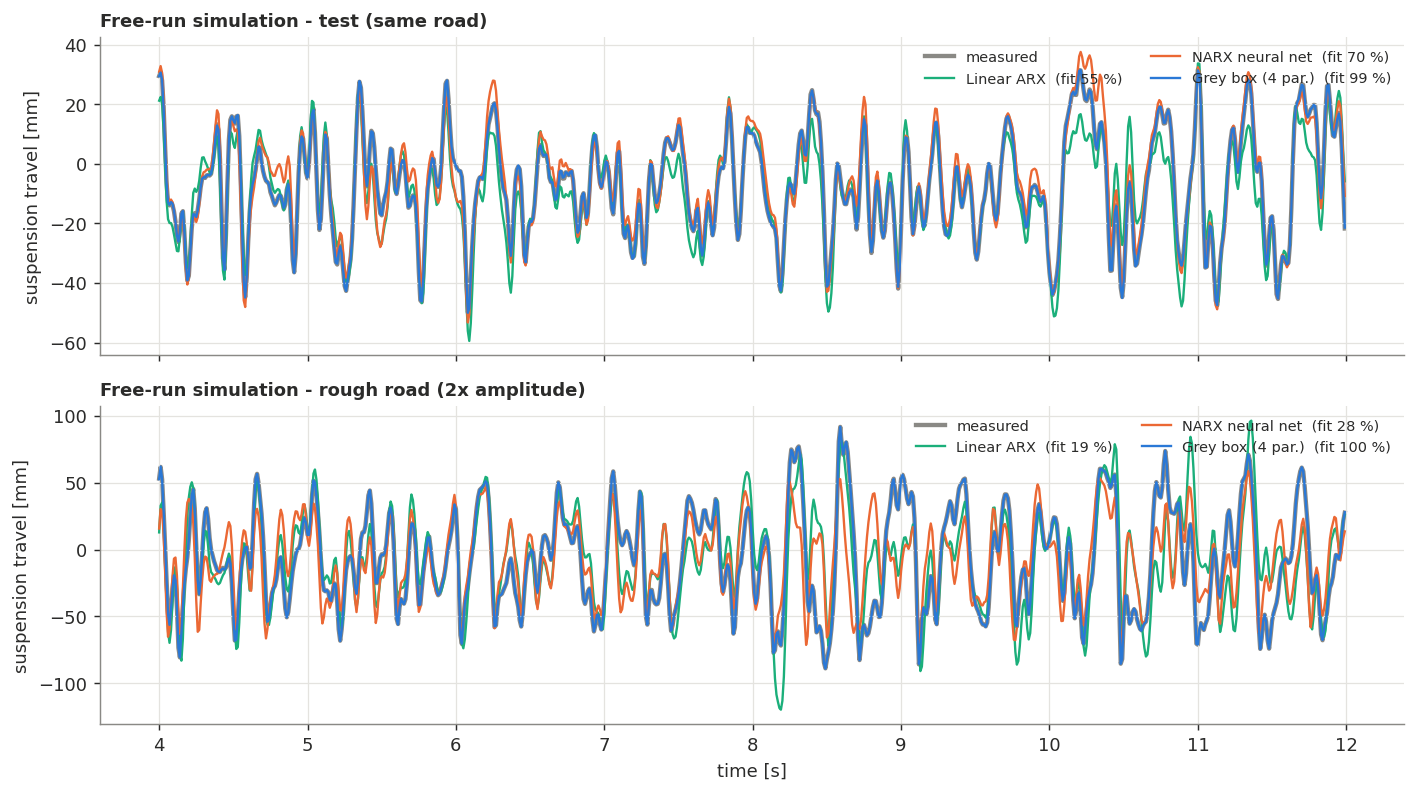 Free-run simulation - test (same road)
suspension travel [mm]
40
20
0
−20
−40
−60
measured
Linear ARX  (fit 55 %)
NARX neural net  (fit 70 %)
Grey box (4 par.)  (fit 99 %)
Free-run simulation - rough road (2x amplitude)
suspension travel [mm]
100
50
0
−50
−100
measured
Linear ARX  (fit 19 %)
NARX neural net  (fit 28 %)
Grey box (4 par.)  (fit 100 %)
4 5 6 7 8 9 10 11 12
time [s]